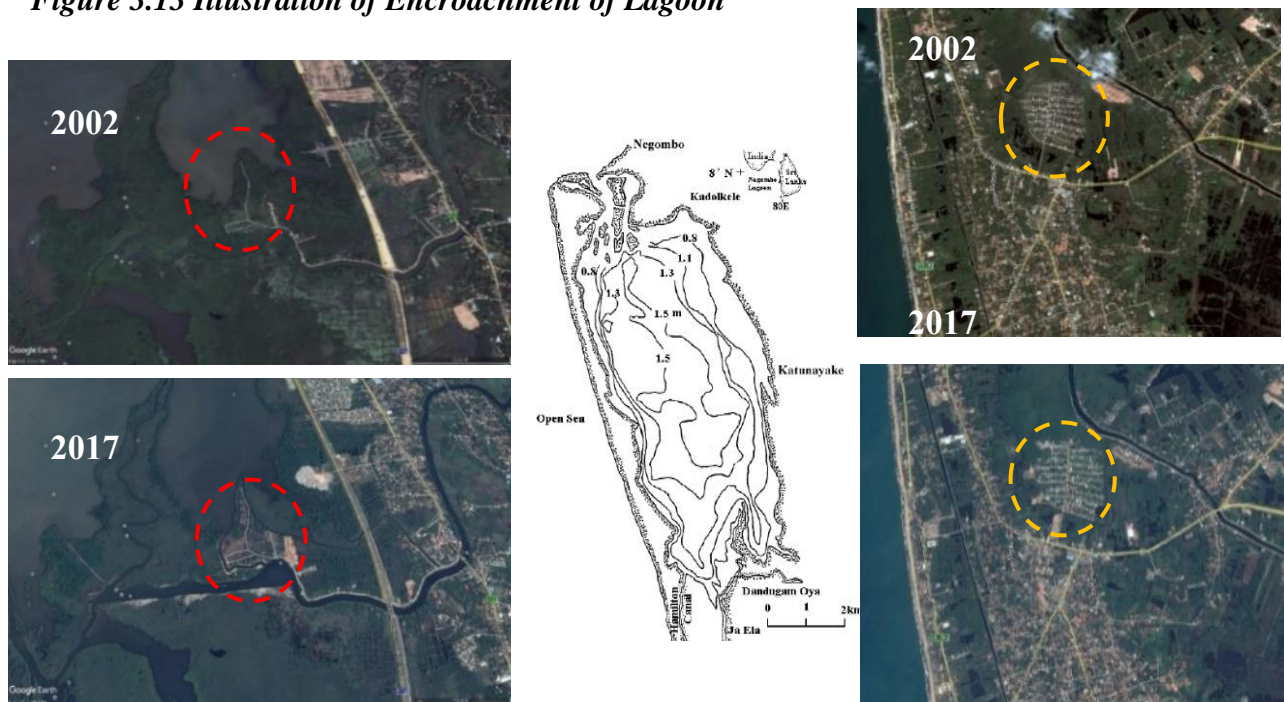 Figure 3.13 Illustration of Encroachment of Lagoon
2002
Google Earth
2017
Google Earth
Negombo
India
8° N +
Negombo
Lagoon
Sri
Lanka
80E
Kadolkele
0.8
1.1
1.3
0.8
1.3
1.5 m
1.5
Katunayake
Open Sea
Dandugam Oya
0 1 2km
Hamilton
Canal
Ja Ela
2002
2017